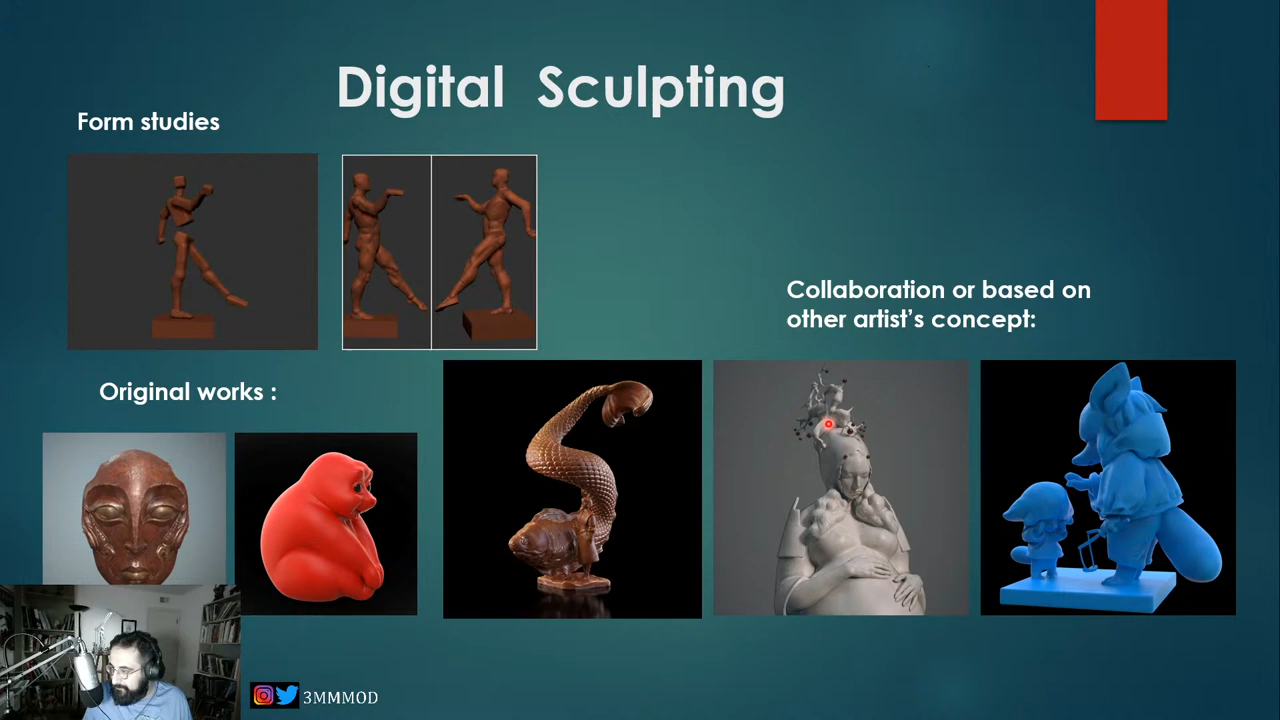 Digital Sculpting
Form studies
Collaboration or based on
other artist's concept:
Original works :
3MMMOD